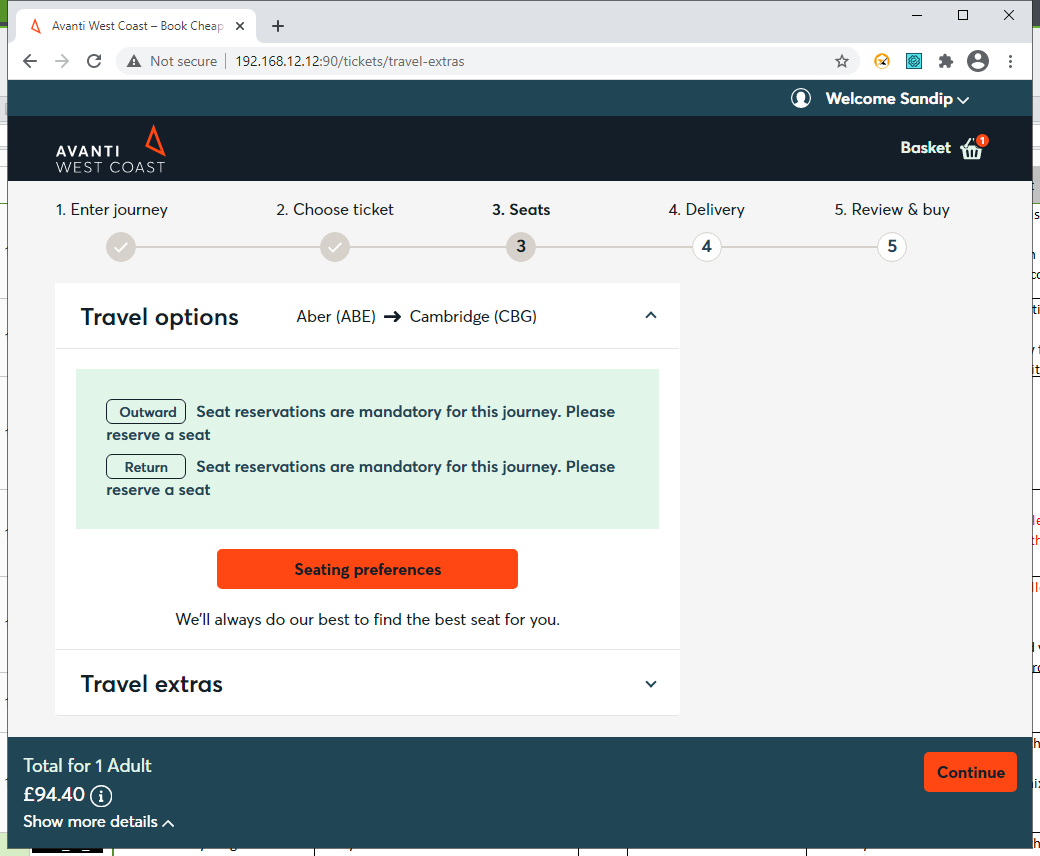 Avanti West Coast – Book Cheap
Not secure
192.168.12.12:90/tickets/travel-extras
Welcome Sandip
AVANTI
WEST COAST
Basket 1
1. Enter journey
2. Choose ticket
3. Seats
4. Delivery
5. Review & buy
3
4
5
Travel options
Aber (ABE) → Cambridge (CBG)
Outward Seat reservations are mandatory for this journey. Please
reserve a seat
Return Seat reservations are mandatory for this journey. Please
reserve a seat
Seating preferences
We'll always do our best to find the best seat for you.
Travel extras
Total for 1 Adult
£94.40
Show more details
Continue